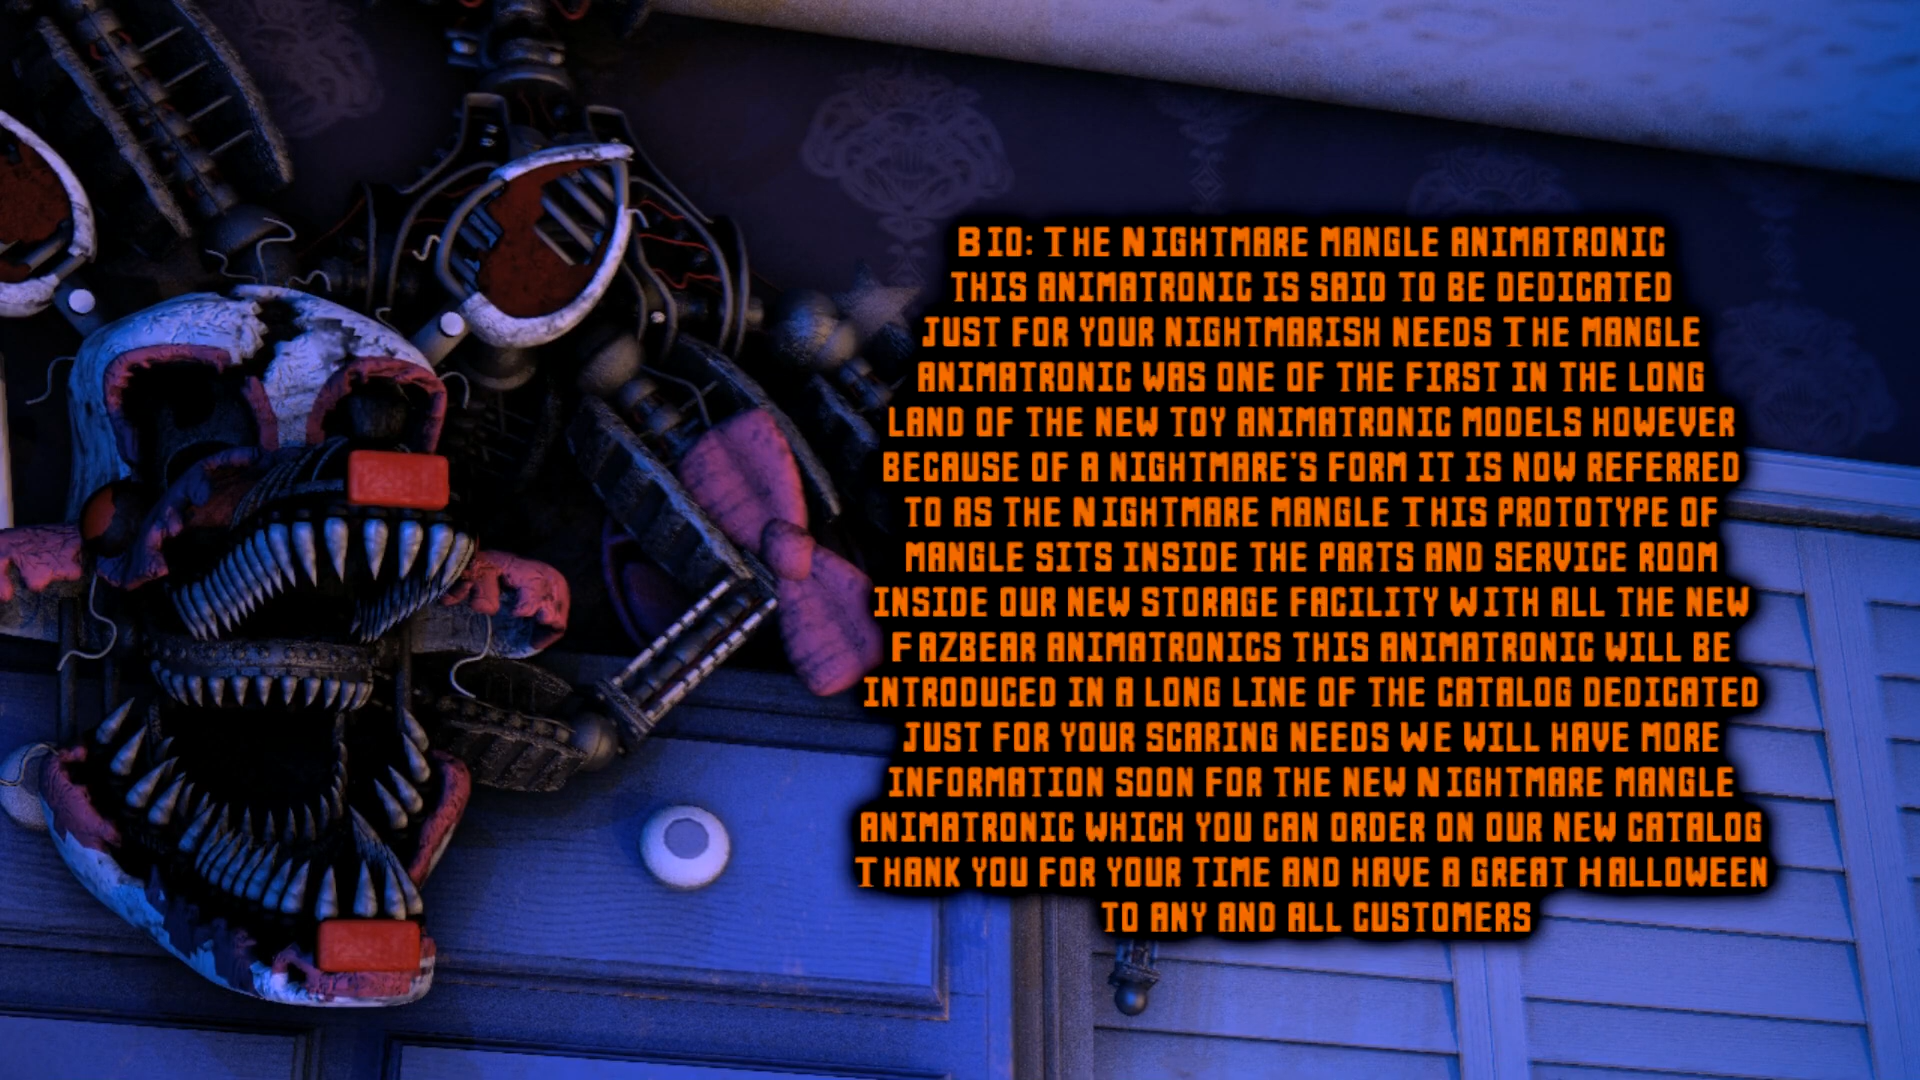 BIO: THE NIGHTMARE MANGLE ANIMATRONIC
THIS ANIMATRONIC IS SAID TO BE DEDICATED
JUST FOR YOUR NIGHTMARISH NEEDS THE MANGLE
ANIMATRONIC WAS ONE OF THE FIRST IN THE LONG
LAND OF THE NEW TOY ANIMATRONIC MODELS HOWEVER
BECAUSE OF A NIGHTMARE'S FORM IT IS NOW REFERRED
TO AS THE NIGHTMARE MANGLE THIS PROTOTYPE OF
MANGLE SITS INSIDE THE PARTS AND SERVICE ROOM
INSIDE OUR NEW STORAGE FACILITY WITH ALL THE NEW
FAZBEAR ANIMATRONICS THIS ANIMATRONIC WILL BE
INTRODUCED IN A LONG LINE OF THE CATALOG DEDICATED
JUST FOR YOUR SCARING NEEDS WE WILL HAVE MORE
INFORMATION SOON FOR THE NEW NIGHTMARE MANGLE
ANIMATRONIC WHICH YOU CAN ORDER ON OUR NEW CATALOG
THANK YOU FOR YOUR TIME AND HAVE A GREAT HALLOWEEN
TO ANY AND ALL CUSTOMERS